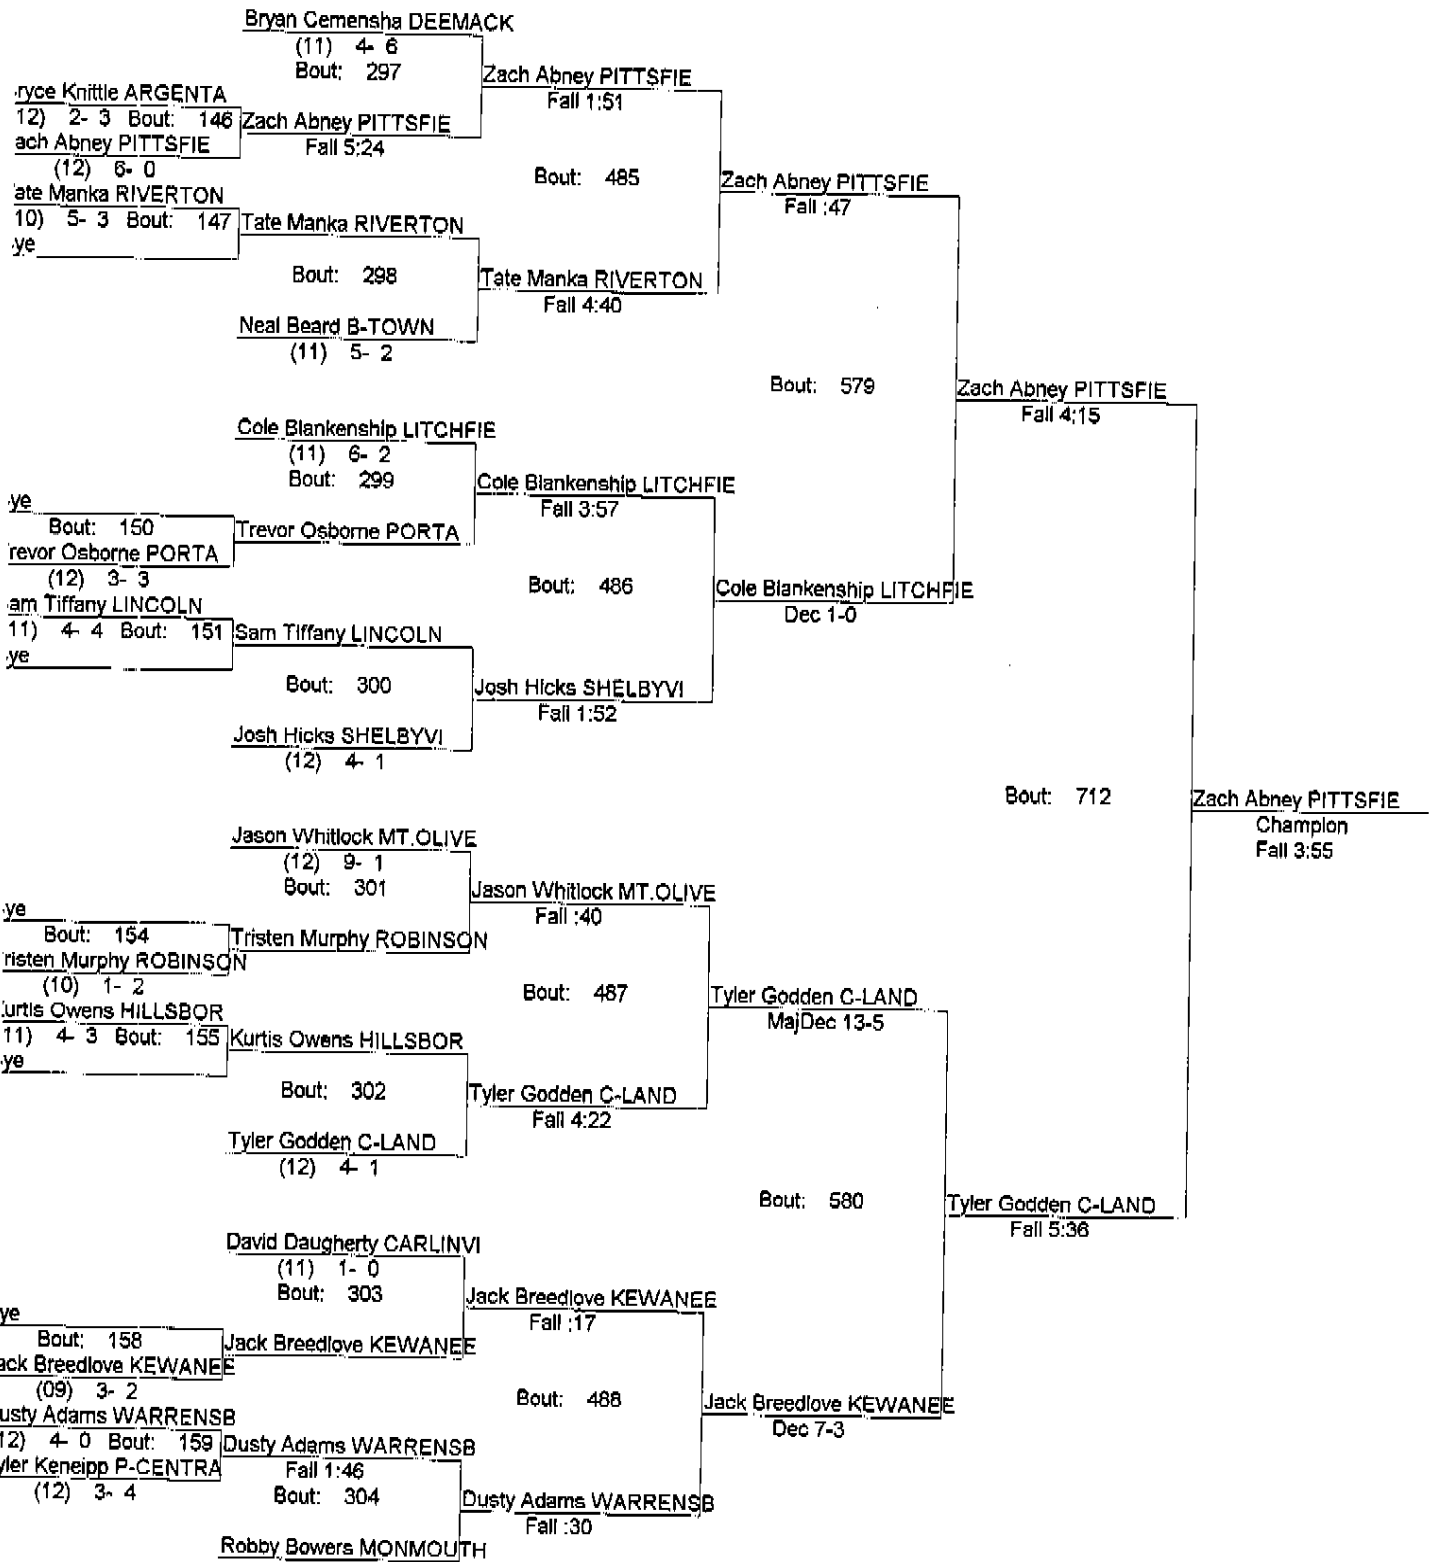 Bryan Cemensha DEEMACK
(11) 4- 6
Bout: 297
Zach Abney PITTSFIE
Fall 1:51
ryce Knittle ARGENTA
12) 2- 3 Bout: 146
Zach Abney PITTSFIE
Fall 5:24
ach Abney PITTSFIE
(12) 6- 0
Bout: 485
Zach Abney PITTSFIE
Fall :47
ate Manka RIVERTON
10) 5- 3 Bout: 147
Tate Manka RIVERTON
ye
Bout: 298
Tate Manka RIVERTON
Fall 4:40
Neal Beard B-TOWN
(11) 5- 2
Bout: 579
Zach Abney PITTSFIE
Fall 4:15
Cole Blankenship LITCHFIE
(11) 6- 2
Bout: 299
Cole Blankenship LITCHFIE
Fall 3:57
ye
Bout: 150
Trevor Osborne PORTA
revor Osborne PORTA
(12) 3- 3
Bout: 486
Cole Blankenship LITCHFIE
Dec 1-0
am Tiffany LINCOLN
11) 4- 4 Bout: 151
Sam Tiffany LINCOLN
ye
Bout: 300
Josh Hicks SHELBYVI
Fall 1:52
Josh Hicks SHELBYVI
(12) 4- 1
Bout: 712
Zach Abney PITTSFIE
Champion
Fall 3:55
Jason Whitlock MT.OLIVE
(12) 9- 1
Bout: 301
Jason Whitlock MT.OLIVE
Fall :40
ye
Bout: 154
Tristen Murphy ROBINSON
risten Murphy ROBINSON
(10) 1- 2
Bout: 487
Tyler Godden C-LAND
MajDec 13-5
urtis Owens HILLSBOR
11) 4- 3 Bout: 155
Kurtis Owens HILLSBOR
ye
Bout: 302
Tyler Godden C-LAND
Fall 4:22
Tyler Godden C-LAND
(12) 4- 1
Bout: 580
Tyler Godden C-LAND
Fall 5:36
David Daugherty CARLINVI
(11) 1- 0
Bout: 303
Jack Breedlove KEWANEE
Fall :17
ye
Bout: 158
Jack Breedlove KEWANEE
ack Breedlove KEWANEE
(09) 3- 2
Bout: 488
Jack Breedlove KEWANEE
Dec 7-3
usty Adams WARRENSB
12) 4- 0 Bout: 159
Dusty Adams WARRENSB
Fall 1:46
yler Keneipp P-CENTRA
(12) 3- 4
Bout: 304
Dusty Adams WARRENSB
Fall :30
Robby Bowers MONMOUTH